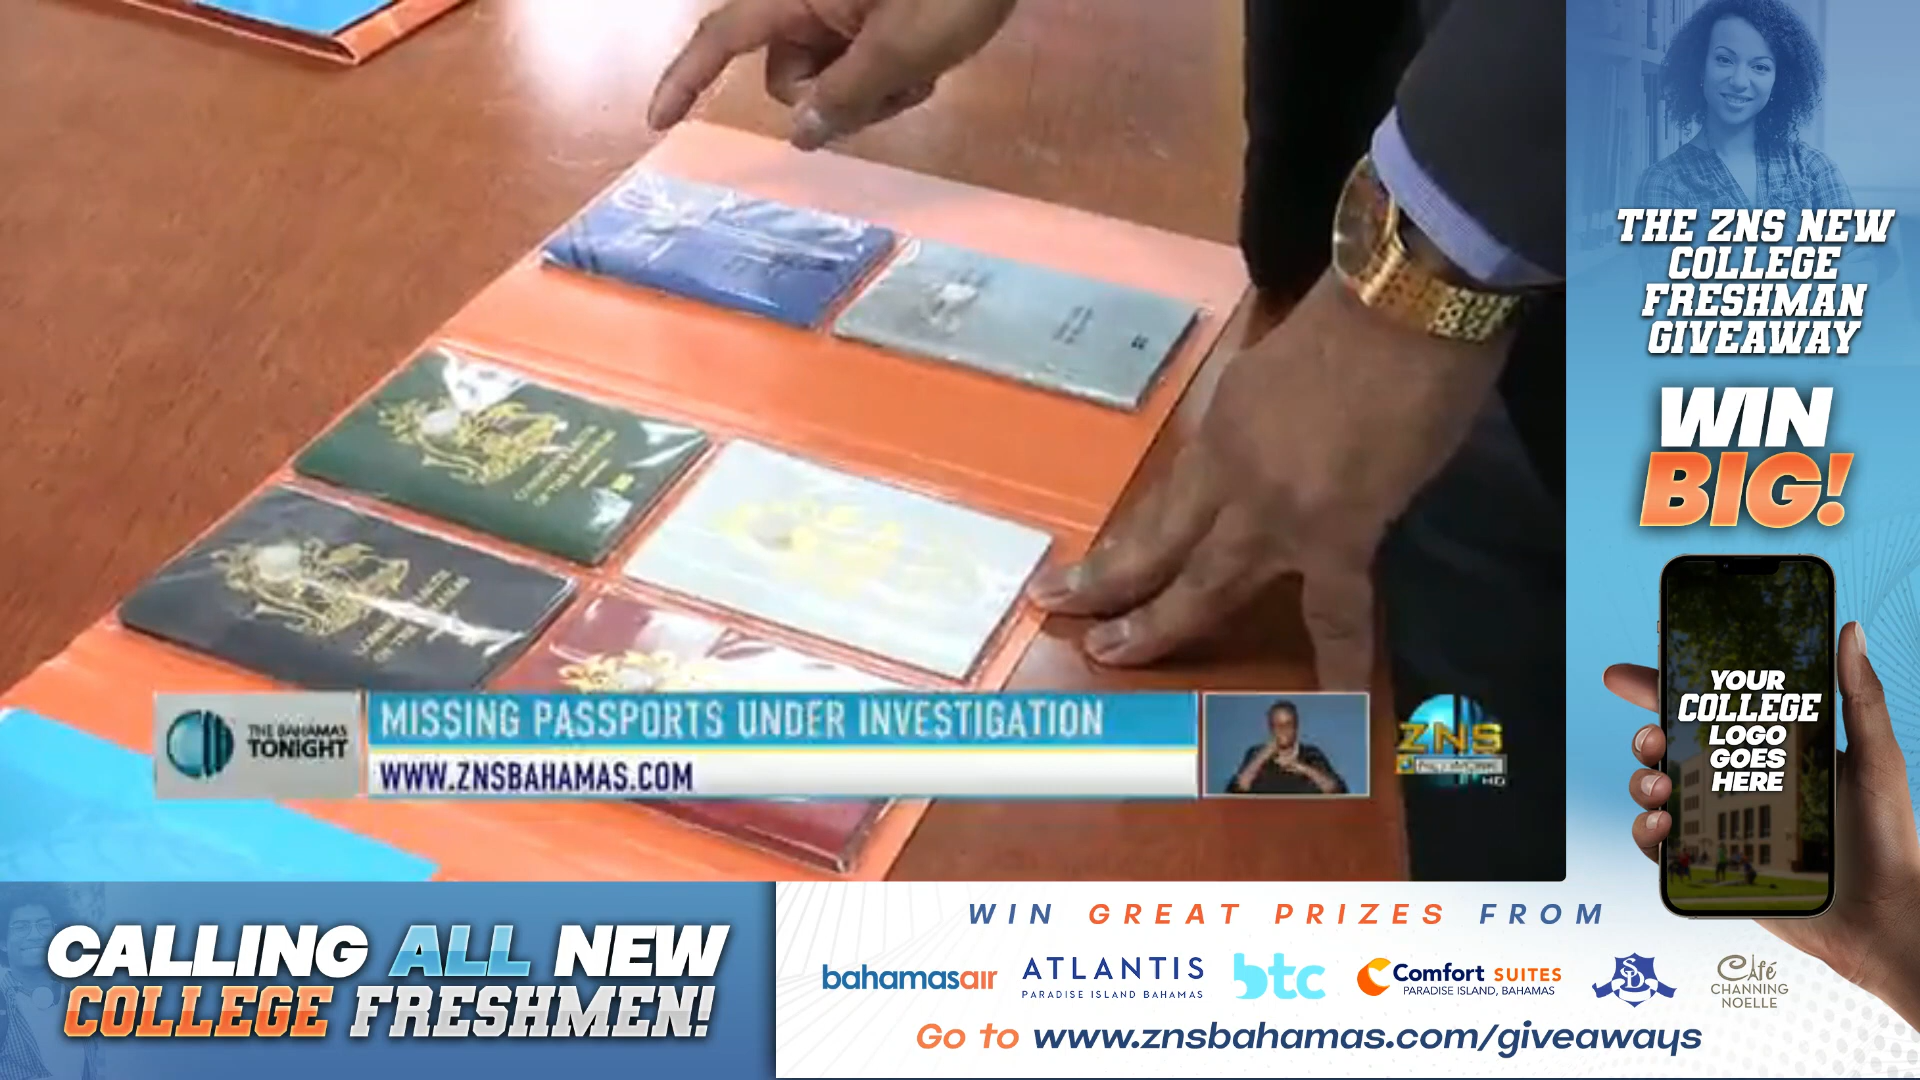 THE BAHAMAS
TONIGHT
MISSING PASSPORTS UNDER INVESTIGATION
WWW.ZNSBAHAMAS.COM
ZNS
HD
THE ZNS NEW
COLLEGE
FRESHMAN
GIVEAWAY
WIN
BIG!
YOUR
COLLEGE
LOGO
GOES
HERE
CALLING ALL NEW
COLLEGE FRESHMEN!
WIN GREAT PRIZES FROM
bahamasair
ATLANTIS
PARADISE ISLAND BAHAMAS
btc
Comfort SUITES
PARADISE ISLAND, BAHAMAS
SD
Café
CHANNING
NOELLE
Go to www.znsbahamas.com/giveaways